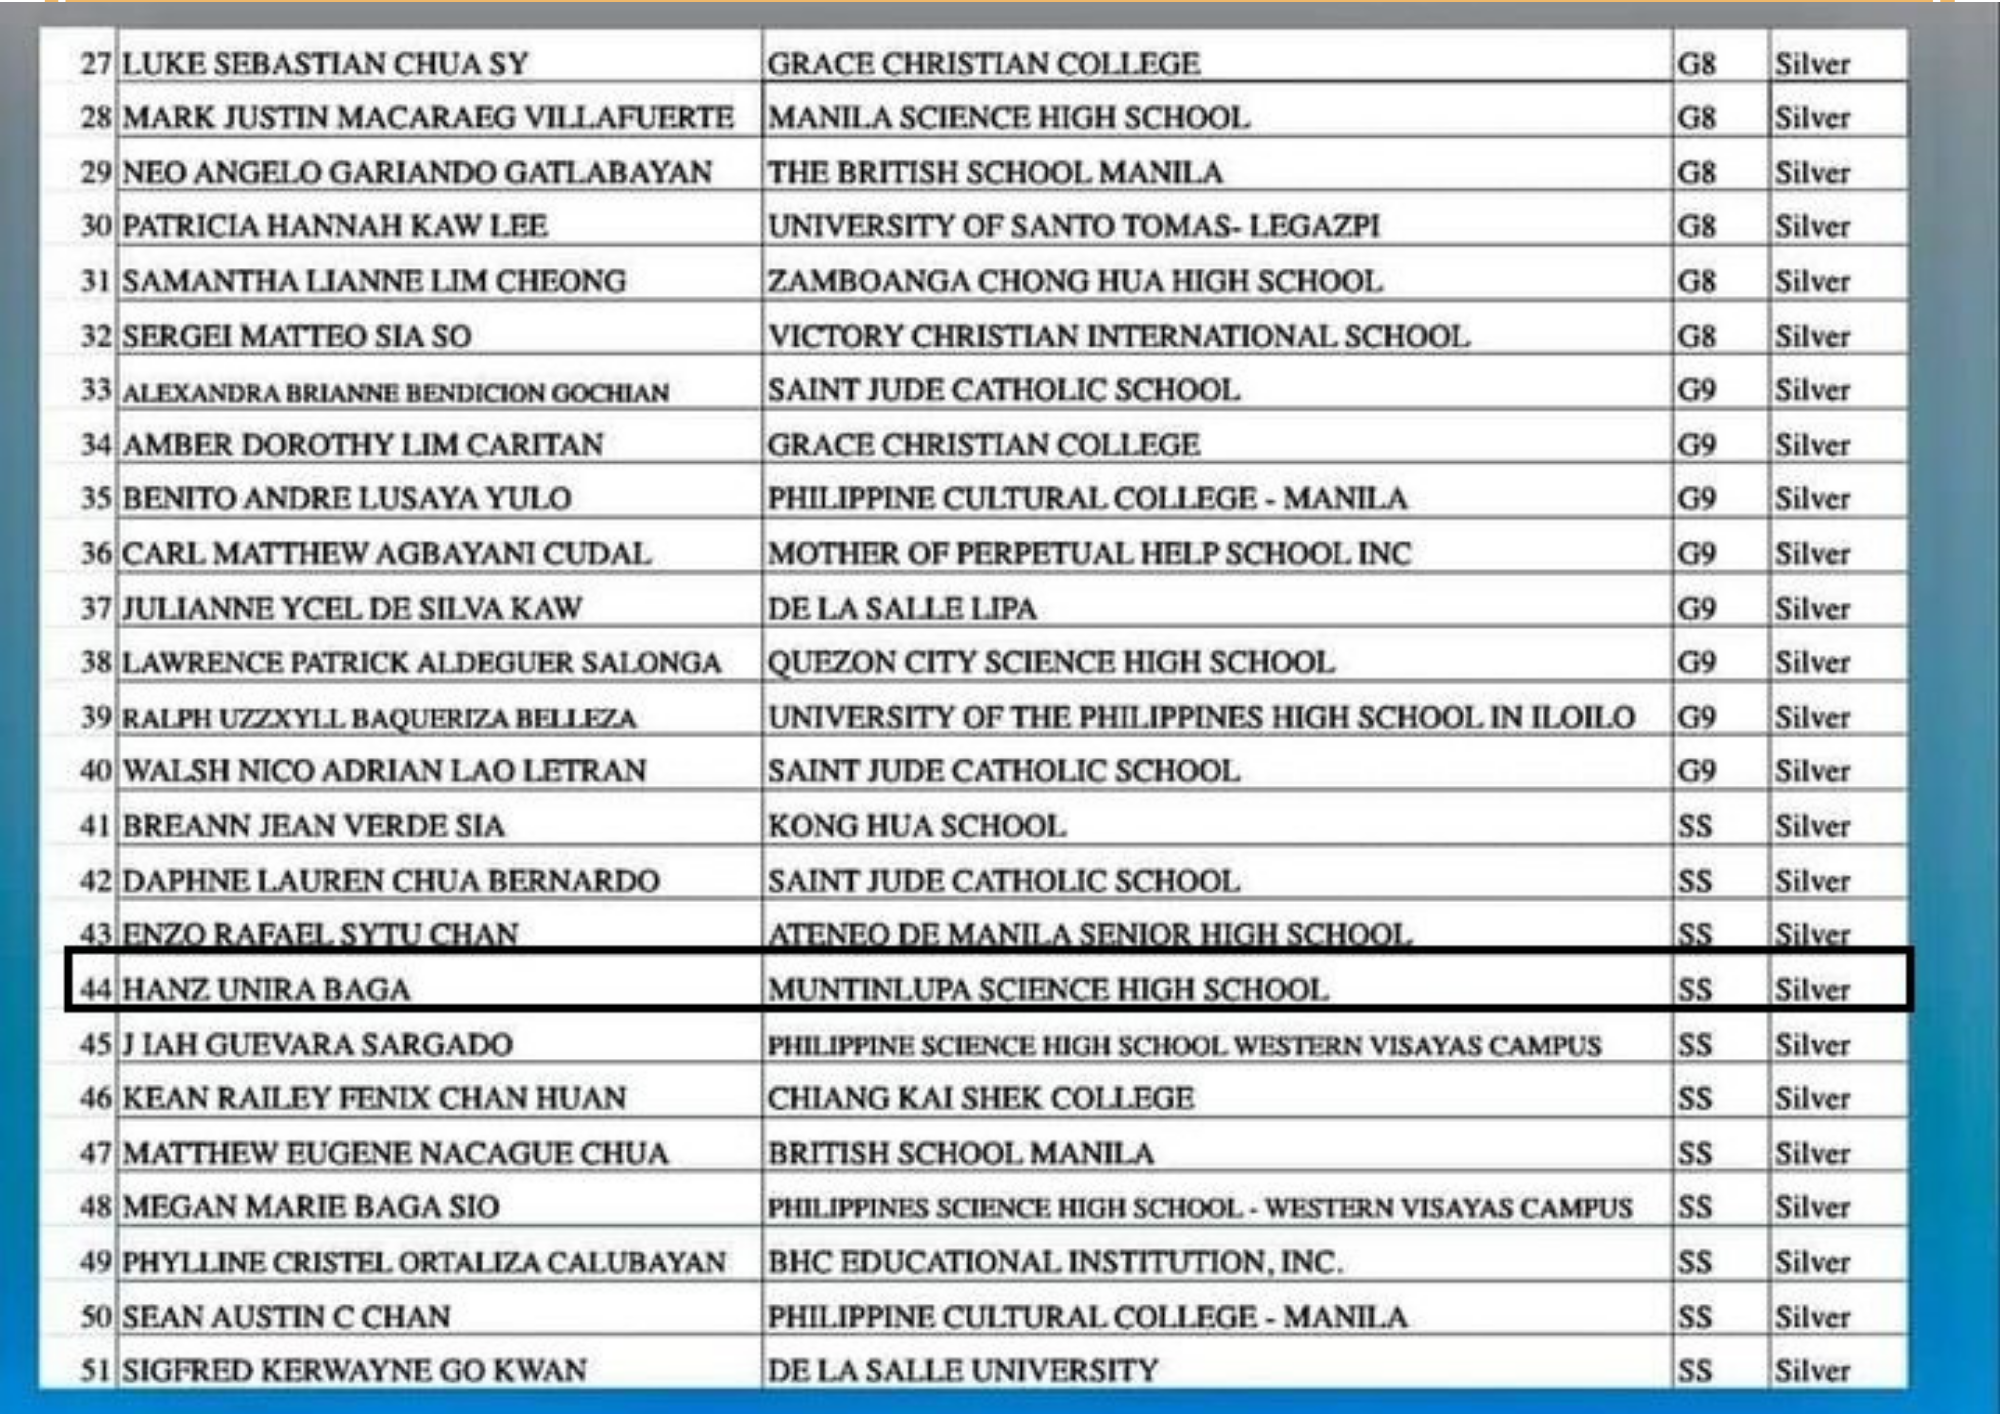 27 LUKE SEBASTIAN CHUA SY GRACE CHRISTIAN COLLEGE G8 Silver
28 MARK JUSTIN MACARAEG VILLAFUERTE MANILA SCIENCE HIGH SCHOOL G8 Silver
29 NEO ANGELO GARIANDO GATLABAYAN THE BRITISH SCHOOL MANILA G8 Silver
30 PATRICIA HANNAH KAW LEE UNIVERSITY OF SANTO TOMAS- LEGAZPI G8 Silver
31 SAMANTHA LIANNE LIM CHEONG ZAMBOANGA CHONG HUA HIGH SCHOOL G8 Silver
32 SERGEI MATTEO SIA SO VICTORY CHRISTIAN INTERNATIONAL SCHOOL G8 Silver
33 ALEXANDRA BRIANNE BENDICION GOCHIAN SAINT JUDE CATHOLIC SCHOOL G9 Silver
34 AMBER DOROTHY LIM CARITAN GRACE CHRISTIAN COLLEGE G9 Silver
35 BENITO ANDRE LUSAYA YULO PHILIPPINE CULTURAL COLLEGE - MANILA G9 Silver
36 CARL MATTHEW AGBAYANI CUDAL MOTHER OF PERPETUAL HELP SCHOOL INC G9 Silver
37 JULIANNE YCEL DE SILVA KAW DE LA SALLE LIPA G9 Silver
38 LAWRENCE PATRICK ALDEGUER SALONGA QUEZON CITY SCIENCE HIGH SCHOOL G9 Silver
39 RALPH UZZXYLL BAQUERIZA BELLEZA UNIVERSITY OF THE PHILIPPINES HIGH SCHOOL IN ILOILO G9 Silver
40 WALSH NICO ADRIAN LAO LETRAN SAINT JUDE CATHOLIC SCHOOL G9 Silver
41 BREANN JEAN VERDE SIA KONG HUA SCHOOL SS Silver
42 DAPHNE LAUREN CHUA BERNARDO SAINT JUDE CATHOLIC SCHOOL SS Silver
43 ENZO RAFAEL SYTU CHAN ATENEO DE MANILA SENIOR HIGH SCHOOL SS Silver
44 HANZ UNIRA BAGA MUNTINLUPA SCIENCE HIGH SCHOOL SS Silver
45 J IAH GUEVARA SARGADO PHILIPPINE SCIENCE HIGH SCHOOL WESTERN VISAYAS CAMPUS SS Silver
46 KEAN RAILEY FENIX CHAN HUAN CHIANG KAI SHEK COLLEGE SS Silver
47 MATTHEW EUGENE NACAGUE CHUA BRITISH SCHOOL MANILA SS Silver
48 MEGAN MARIE BAGA SIO PHILIPPINES SCIENCE HIGH SCHOOL - WESTERN VISAYAS CAMPUS SS Silver
49 PHYLLINE CRISTEL ORTALIZA CALUBAYAN BHC EDUCATIONAL INSTITUTION, INC. SS Silver
50 SEAN AUSTIN C CHAN PHILIPPINE CULTURAL COLLEGE - MANILA SS Silver
51 SIGFRED KERWAYNE GO KWAN DE LA SALLE UNIVERSITY SS Silver